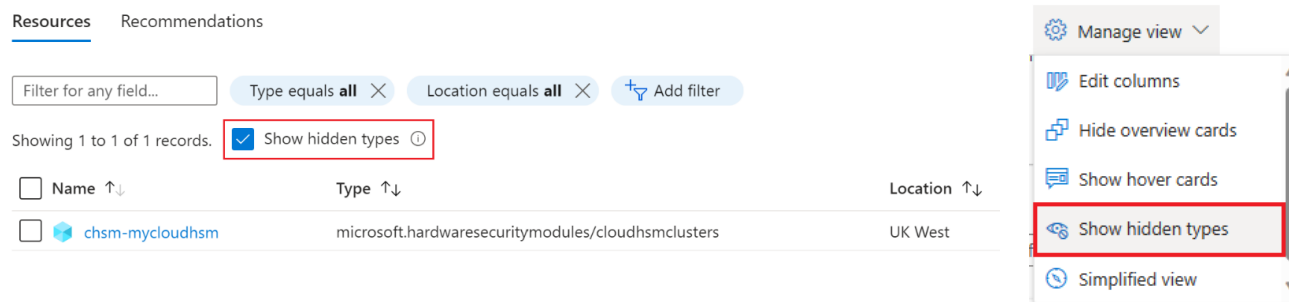 Resources Recommendations
Filter for any field... Type equals all Location equals all Add filter
Showing 1 to 1 of 1 records. Show hidden types
Name Type Location
chsm-mycloudhsm microsoft.hardwaresecuritymodules/cloudhsmclusters UK West
Manage view
Edit columns
Hide overview cards
Show hover cards
Show hidden types
Simplified view